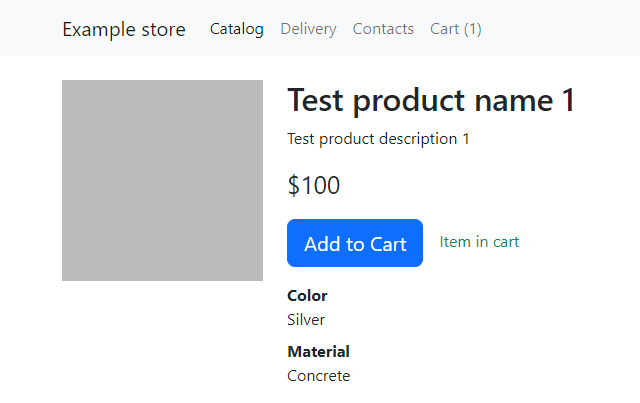 Example store Catalog Delivery Contacts Cart (1)
Test product name 1
Test product description 1
$100
Add to Cart Item in cart
Color
Silver
Material
Concrete